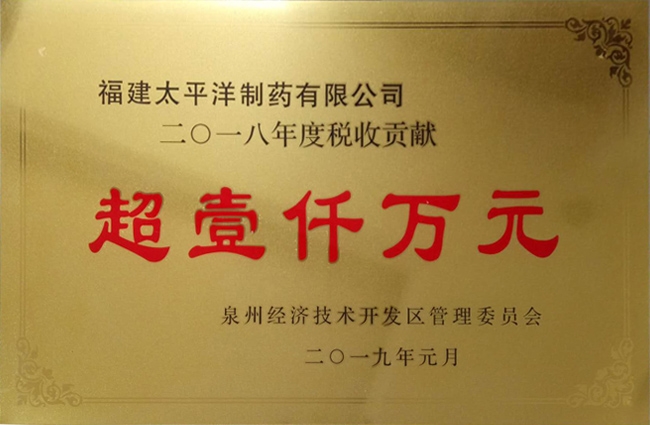 福建太平洋制药有限公司
二〇一八年度税收贡献
超壹仟万元
泉州经济技术开发区管理委员会
二〇一九年元月